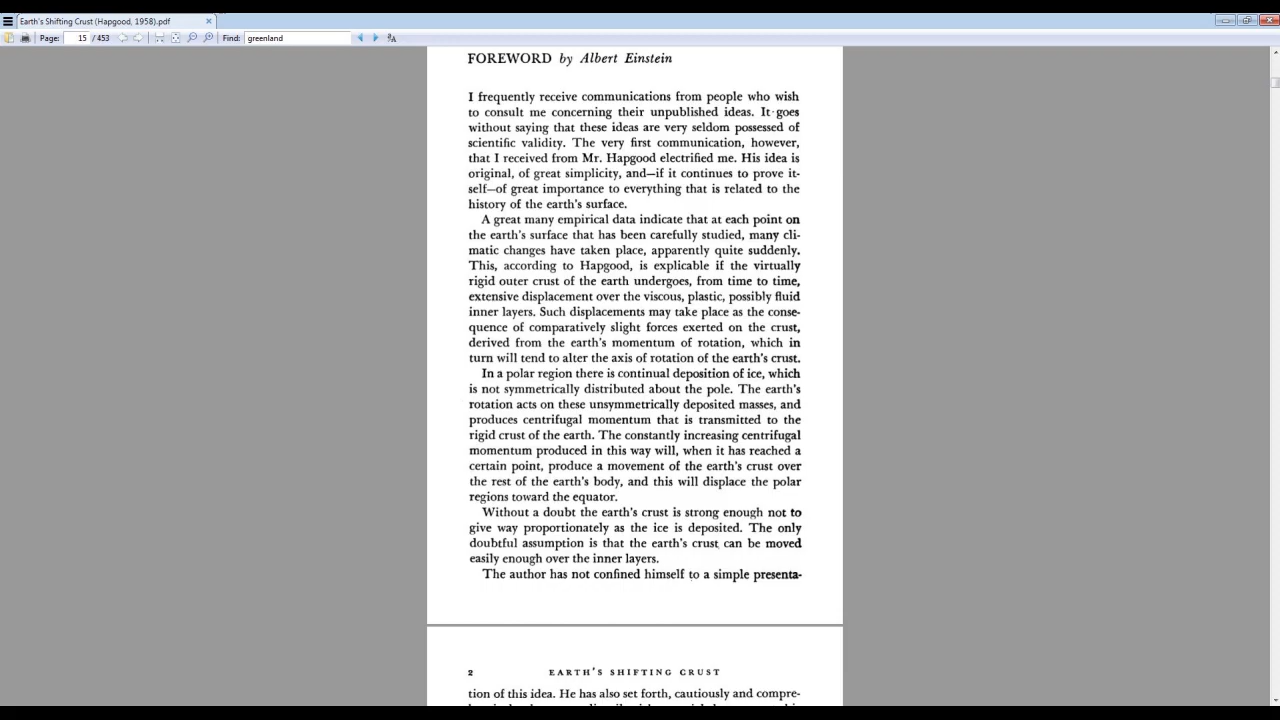 Earth's Shifting Crust (Hapgood, 1958).pdf
Page: 15 / 453 Find: greenland
FOREWORD by Albert Einstein
I frequently receive communications from people who wish
to consult me concerning their unpublished ideas. It goes
without saying that these ideas are very seldom possessed of
scientific validity. The very first communication, however,
that I received from Mr. Hapgood electrified me. His idea is
original, of great simplicity, and—if it continues to prove it-
self—of great importance to everything that is related to the
history of the earth's surface.
A great many empirical data indicate that at each point on
the earth's surface that has been carefully studied, many cli-
matic changes have taken place, apparently quite suddenly.
This, according to Hapgood, is explicable if the virtually
rigid outer crust of the earth undergoes, from time to time,
extensive displacement over the viscous, plastic, possibly fluid
inner layers. Such displacements may take place as the conse-
quence of comparatively slight forces exerted on the crust,
derived from the earth's momentum of rotation, which in
turn will tend to alter the axis of rotation of the earth's crust.
In a polar region there is continual deposition of ice, which
is not symmetrically distributed about the pole. The earth's
rotation acts on these unsymmetrically deposited masses, and
produces centrifugal momentum that is transmitted to the
rigid crust of the earth. The constantly increasing centrifugal
momentum produced in this way will, when it has reached a
certain point, produce a movement of the earth's crust over
the rest of the earth's body, and this will displace the polar
regions toward the equator.
Without a doubt the earth's crust is strong enough not to
give way proportionately as the ice is deposited. The only
doubtful assumption is that the earth's crust can be moved
easily enough over the inner layers.
The author has not confined himself to a simple presenta-
2 EARTH'S SHIFTING CRUST
tion of this idea. He has also set forth, cautiously and compre-